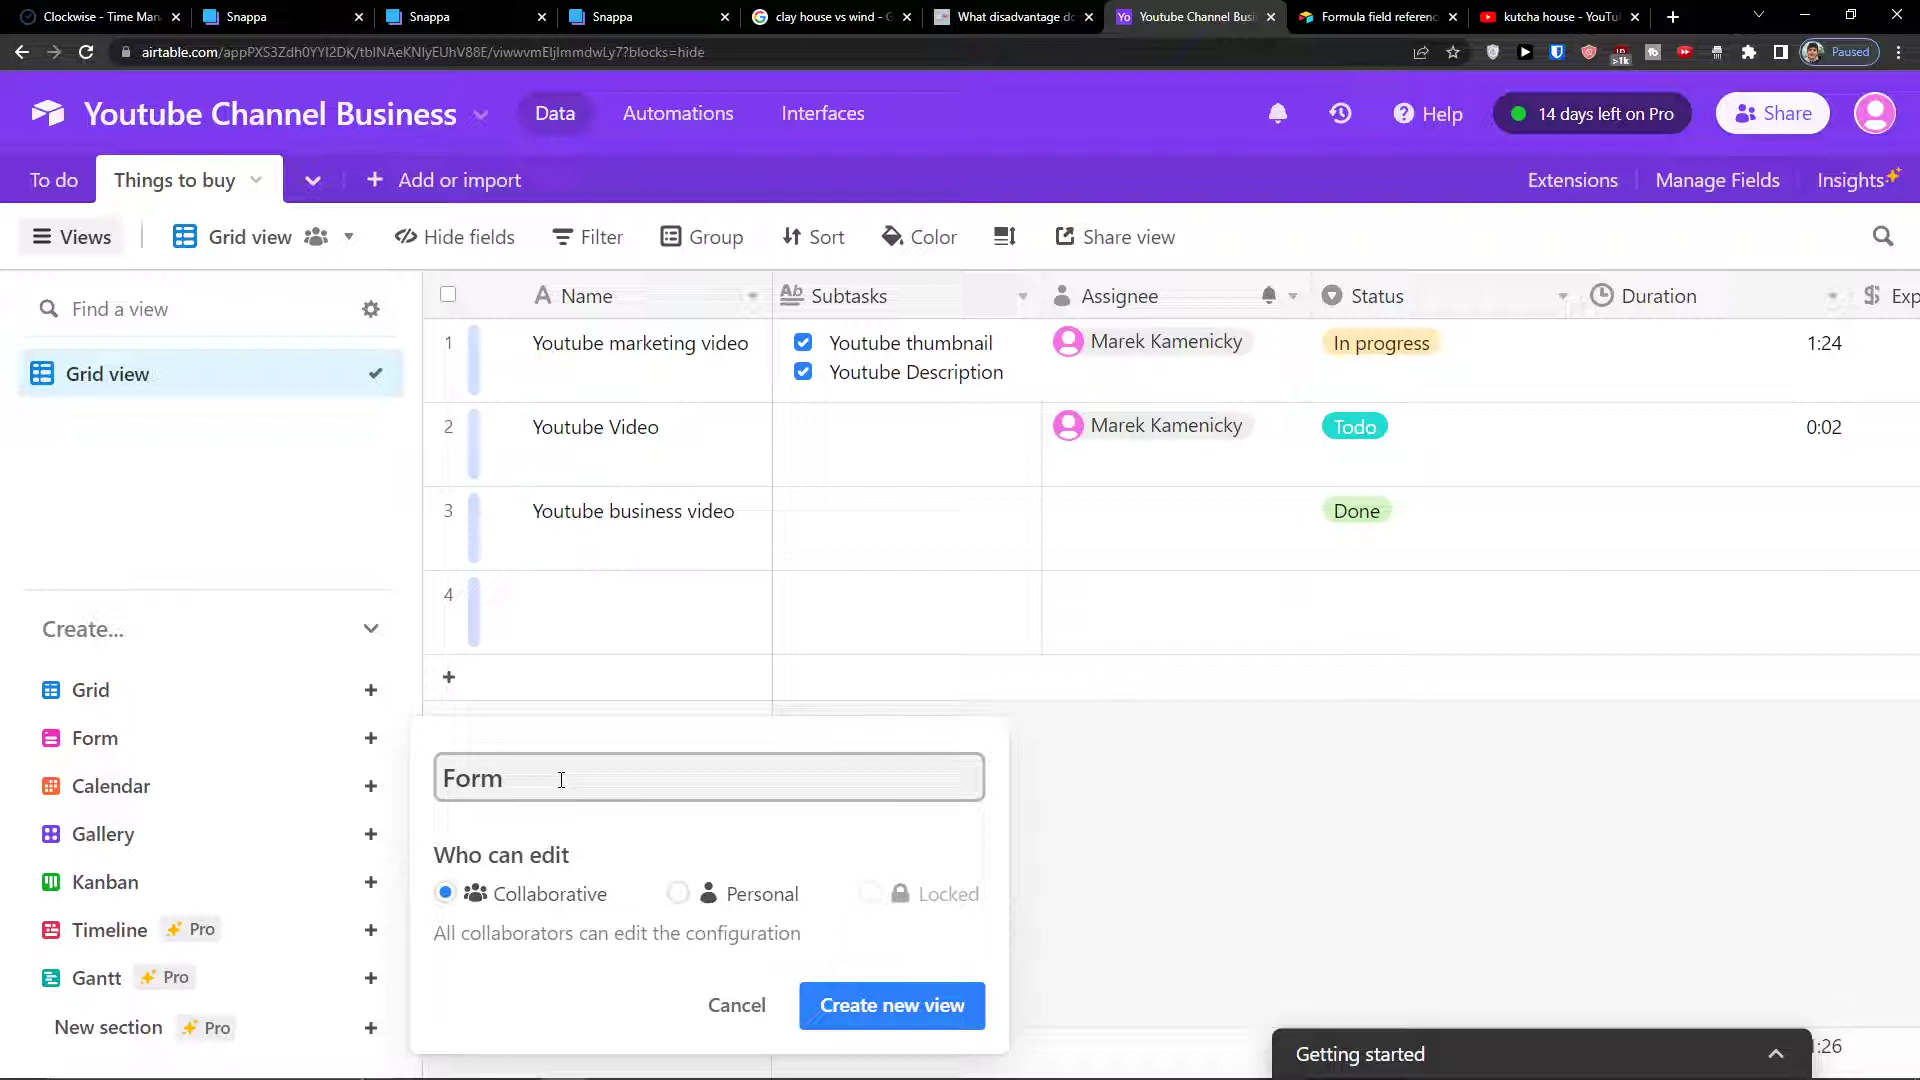 Clockwise - Time Man
Snappa
Snappa
Snappa
clay house vs wind - G
What disadvantage do
Youtube Channel Busi
Formula field referenc
kutcha house - YouTu
airtable.com/appPXS3Zdh0YYI2DK/tblNAeKNlyEUhV88E/viwwvmEljImmdwLy7?blocks=hide
>1k
Paused
Youtube Channel Business
Data
Automations
Interfaces
Help
14 days left on Pro
Share
To do
Things to buy
Add or import
Extensions
Manage Fields
Insights
Views
Grid view
Hide fields
Filter
Group
Sort
Color
Share view
Find a view
Name
Subtasks
Assignee
Status
Duration
Exp
1
Youtube marketing video
Youtube thumbnail
Youtube Description
Marek Kamenicky
In progress
1:24
Grid view
2
Youtube Video
Marek Kamenicky
Todo
0:02
3
Youtube business video
Done
4
Create...
Grid
Form
Calendar
Gallery
Kanban
Timeline Pro
Gantt Pro
New section Pro
Form
Who can edit
Collaborative
Personal
Locked
All collaborators can edit the configuration
Cancel
Create new view
Getting started
1:26